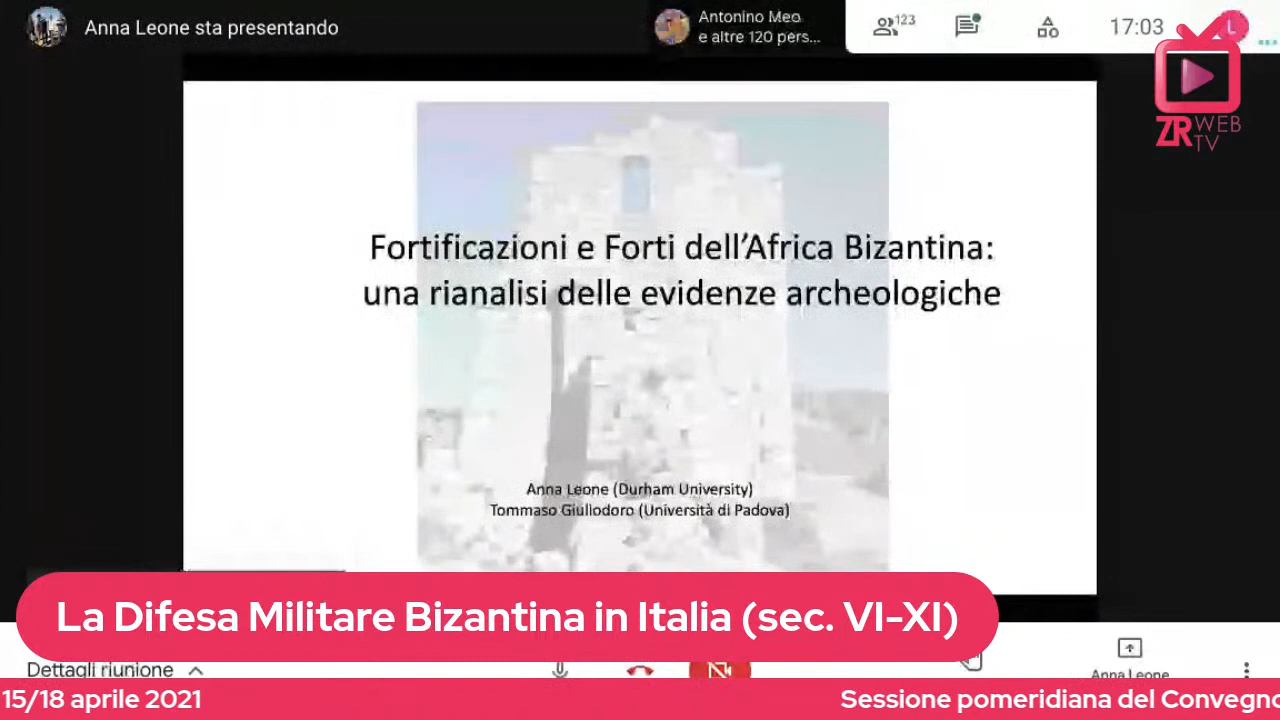 Anna Leone sta presentando
Antonino Meo
e altre 120 pers...
123
17:03
L
ZR WEB
TV
Fortificazioni e Forti dell'Africa Bizantina:
una rianalisi delle evidenze archeologiche
Anna Leone (Durham University)
Tommaso Giuliodoro (Università di Padova)
La Difesa Militare Bizantina in Italia (sec. VI-XI)
Dettagli riunione
Anna Leone
15/18 aprile 2021
Sessione pomeridiana del Convegno